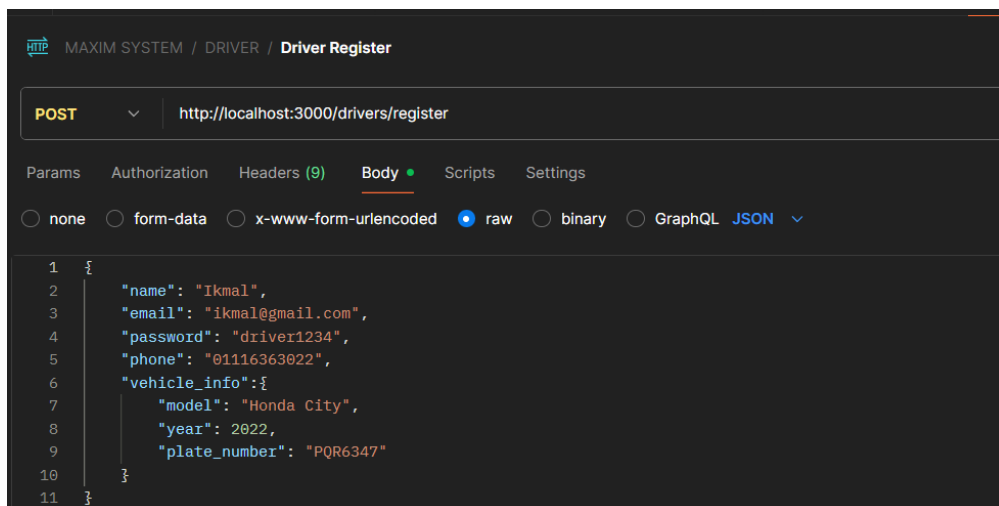 HTTP MAXIM SYSTEM / DRIVER / Driver Register
POST http://localhost:3000/drivers/register
Params Authorization Headers (9) Body Scripts Settings
none form-data x-www-form-urlencoded raw binary GraphQL JSON
1 {
2 "name": "Ikmal",
3 "email": "ikmal@gmail.com",
4 "password": "driver1234",
5 "phone": "01116363022",
6 "vehicle_info":{
7 "model": "Honda City",
8 "year": 2022,
9 "plate_number": "PQR6347"
10 }
11 }